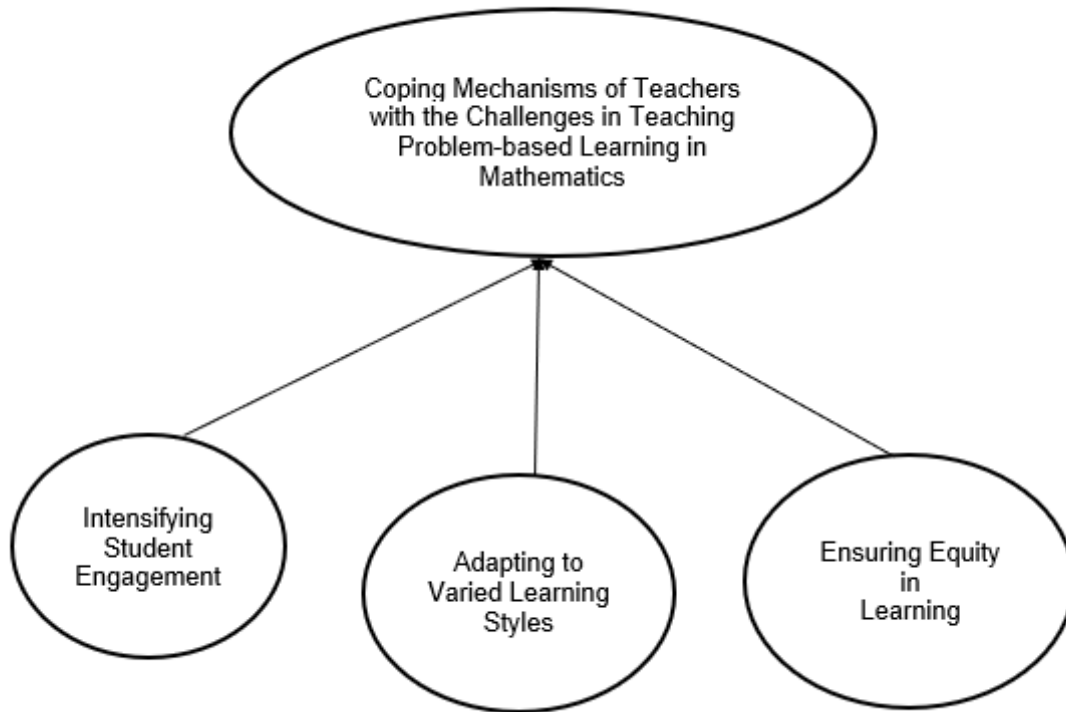 Coping Mechanisms of Teachers
with the Challenges in Teaching
Problem-based Learning in
Mathematics
Intensifying
Student
Engagement
Adapting to
Varied Learning
Styles
Ensuring Equity
in
Learning